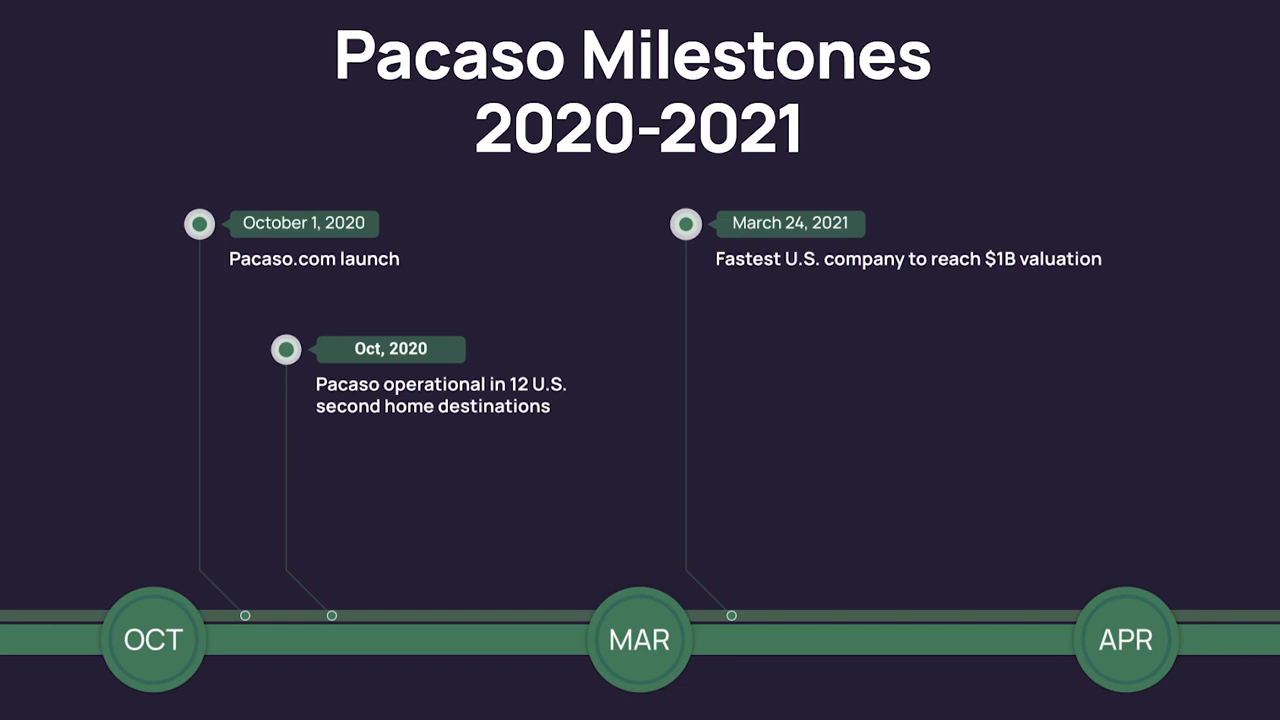 Pacaso Milestones
2020-2021
October 1, 2020
Pacaso.com launch
March 24, 2021
Fastest U.S. company to reach $1B valuation
Oct, 2020
Pacaso operational in 12 U.S.
second home destinations
OCT
MAR
APR